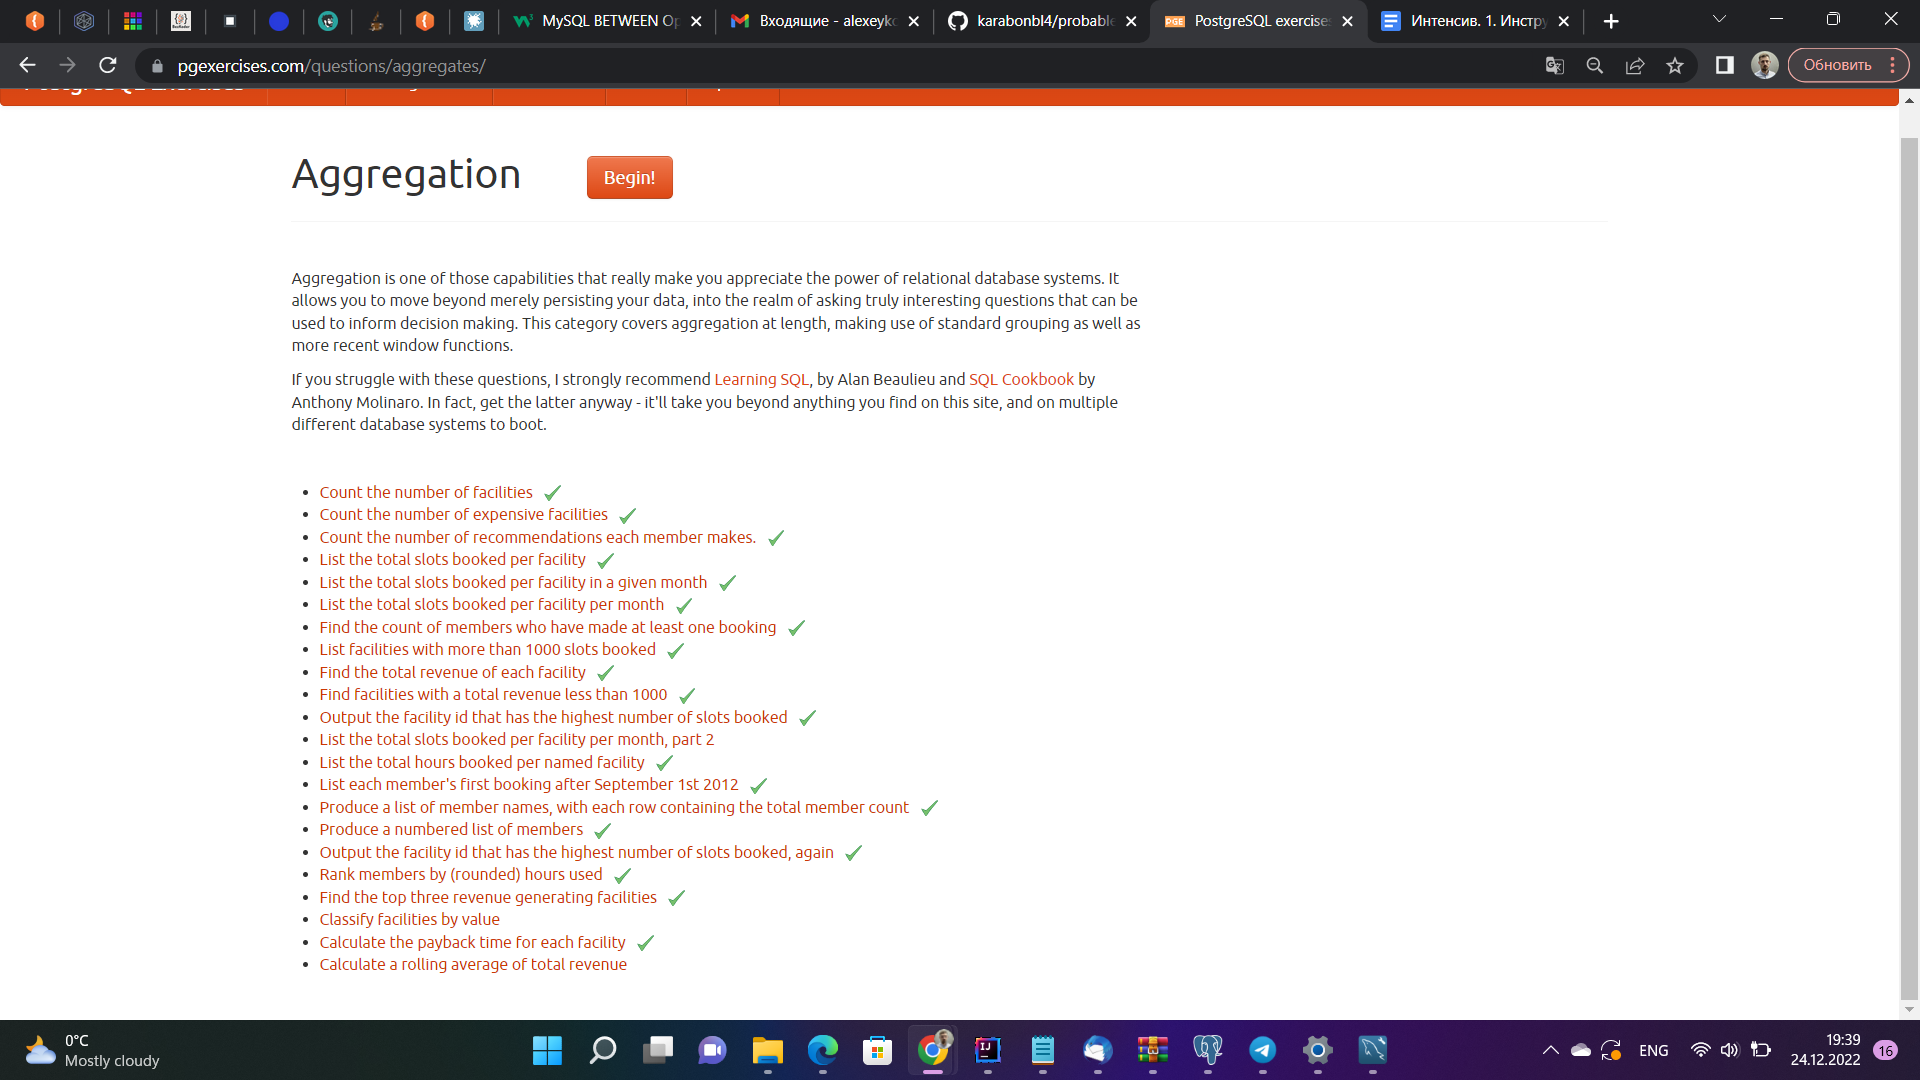 MySQL BETWEEN Op
Входящие - alexeyko
karabonbl4/probable
PostgreSQL exercises
Интенсив. 1. Инстру
pgexercises.com/questions/aggregates/
Обновить
Aggregation
Begin!
Aggregation is one of those capabilities that really make you appreciate the power of relational database systems. It
allows you to move beyond merely persisting your data, into the realm of asking truly interesting questions that can be
used to inform decision making. This category covers aggregation at length, making use of standard grouping as well as
more recent window functions.
If you struggle with these questions, I strongly recommend Learning SQL, by Alan Beaulieu and SQL Cookbook by
Anthony Molinaro. In fact, get the latter anyway - it'll take you beyond anything you find on this site, and on multiple
different database systems to boot.
Count the number of facilities
Count the number of expensive facilities
Count the number of recommendations each member makes.
List the total slots booked per facility
List the total slots booked per facility in a given month
List the total slots booked per facility per month
Find the count of members who have made at least one booking
List facilities with more than 1000 slots booked
Find the total revenue of each facility
Find facilities with a total revenue less than 1000
Output the facility id that has the highest number of slots booked
List the total slots booked per facility per month, part 2
List the total hours booked per named facility
List each member's first booking after September 1st 2012
Produce a list of member names, with each row containing the total member count
Produce a numbered list of members
Output the facility id that has the highest number of slots booked, again
Rank members by (rounded) hours used
Find the top three revenue generating facilities
Classify facilities by value
Calculate the payback time for each facility
Calculate a rolling average of total revenue
0°C
Mostly cloudy
ENG
19:39
24.12.2022
16